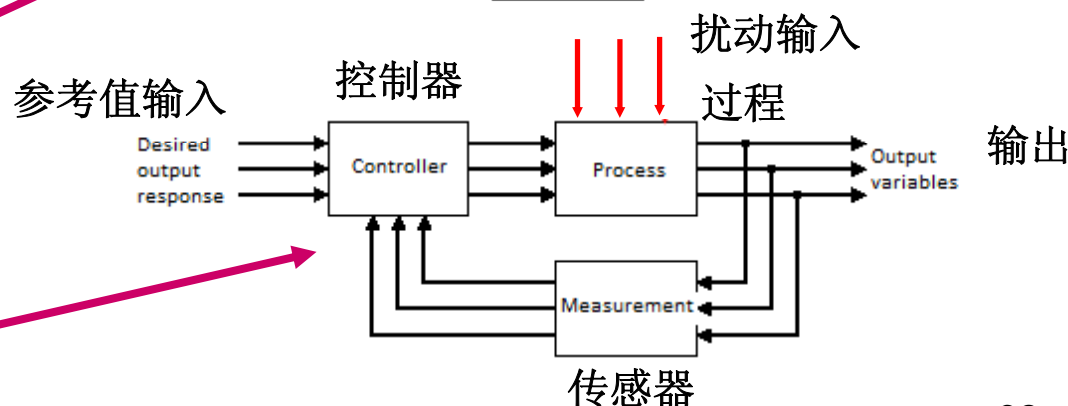 扰动输入
控制器
参考值输入
过程
Desired
output
response
Controller
Process
Output
variables
输出
Measurement
传感器